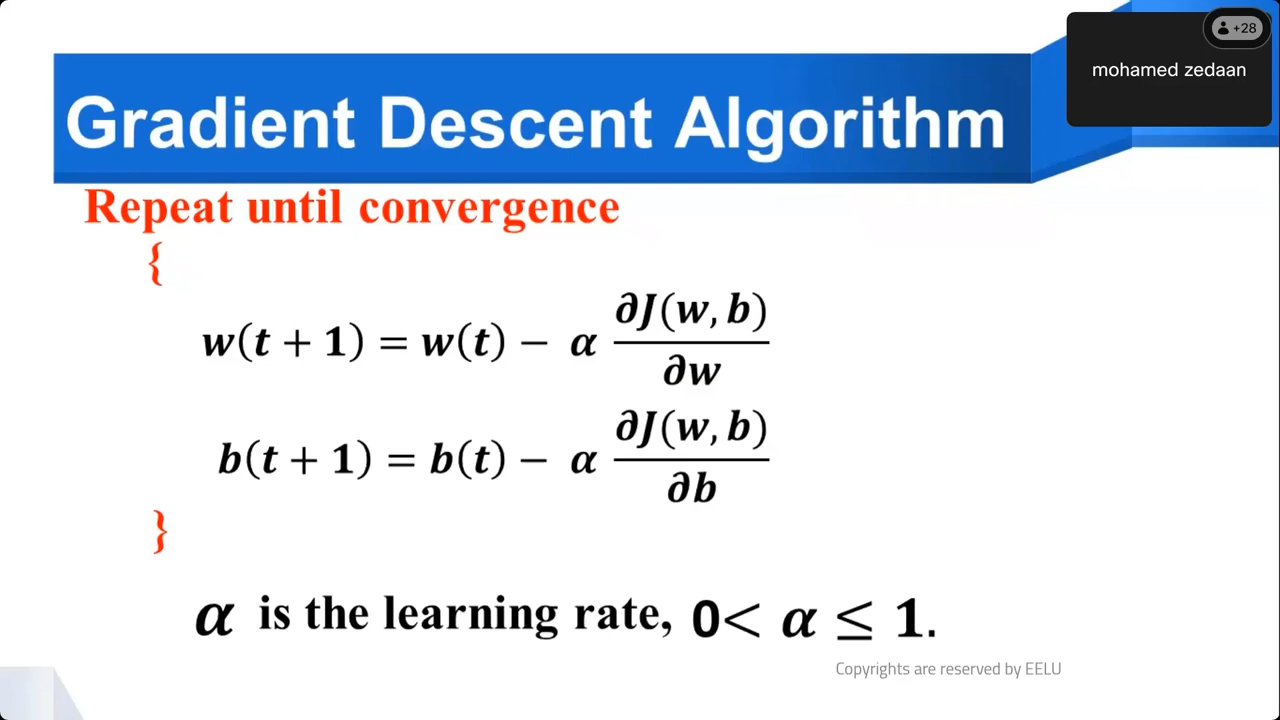 +28
mohamed zedaan
Gradient Descent Algorithm
Repeat until convergence
{
w(t + 1) = w(t) − α ∂J(w, b) / ∂w
b(t + 1) = b(t) − α ∂J(w, b) / ∂b
}
α is the learning rate, 0< α ≤ 1.
Copyrights are reserved by EELU